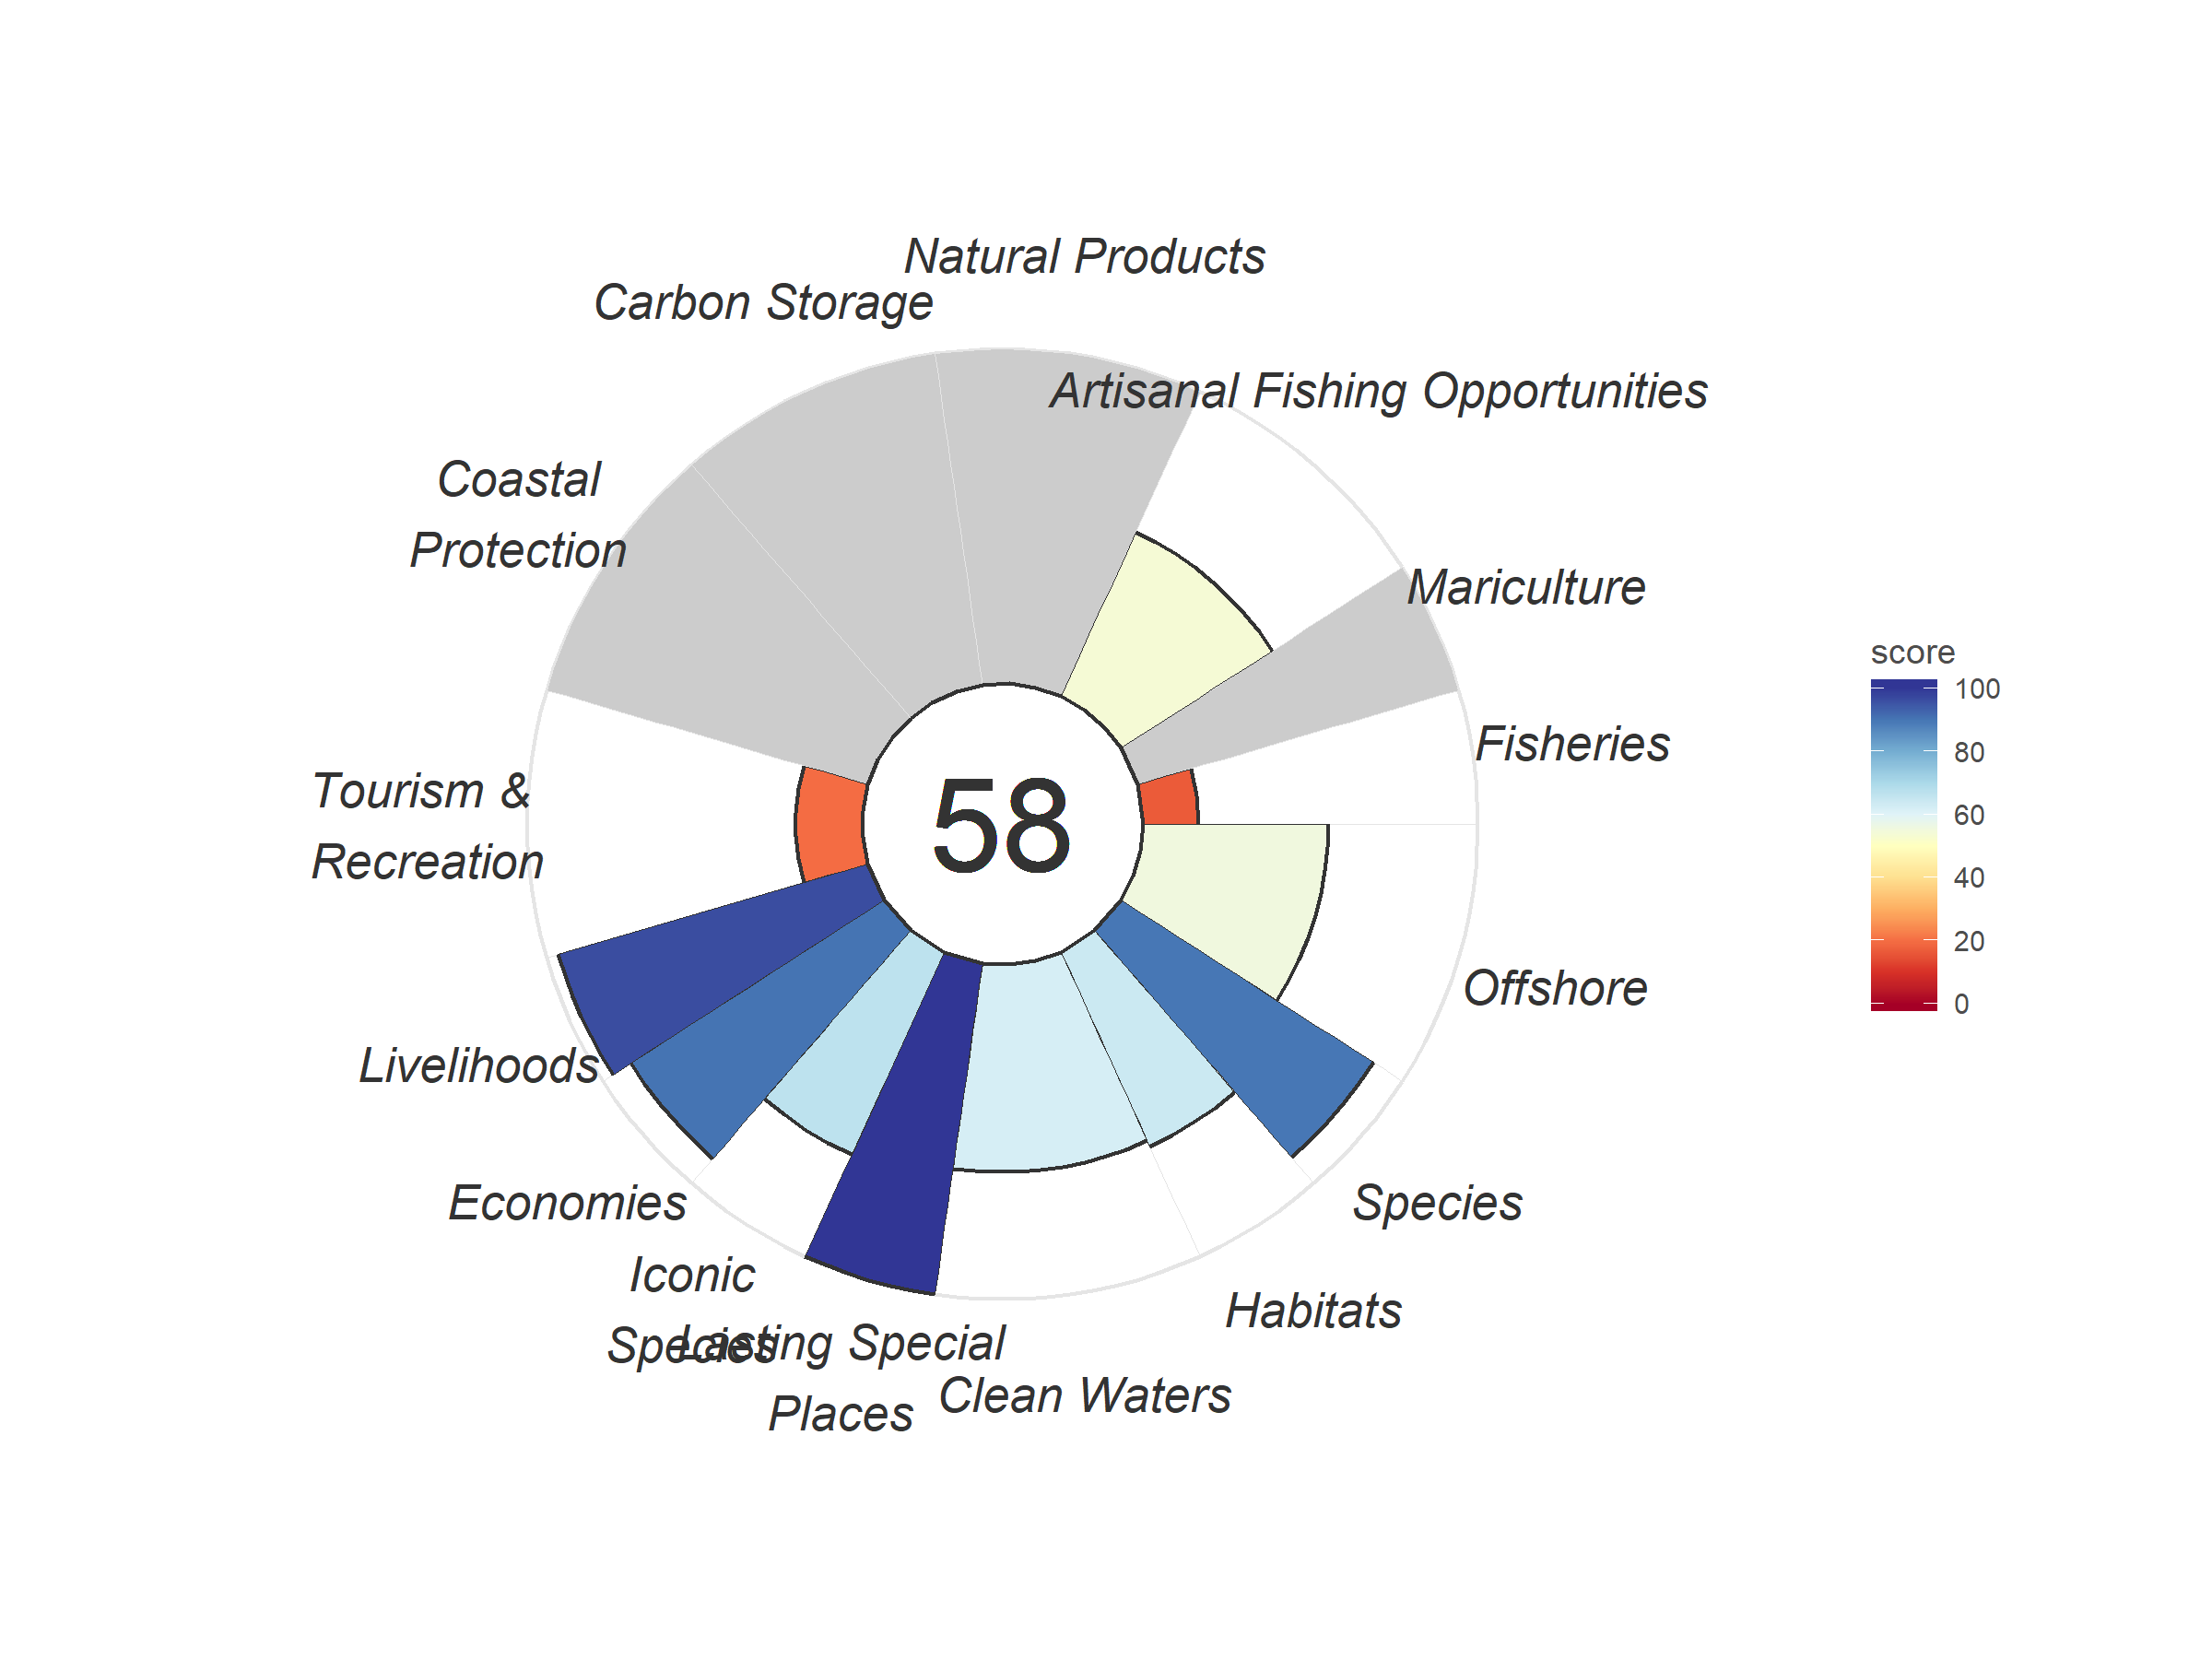 Natural Products
Carbon Storage
Artisanal Fishing Opportunities
Coastal
Protection
Mariculture
Fisheries
Tourism &
Recreation
58
Offshore
Livelihoods
Economies
Species
Iconic
Species
Habitats
Lasting Special
Places
Clean Waters
score
100
80
60
40
20
0